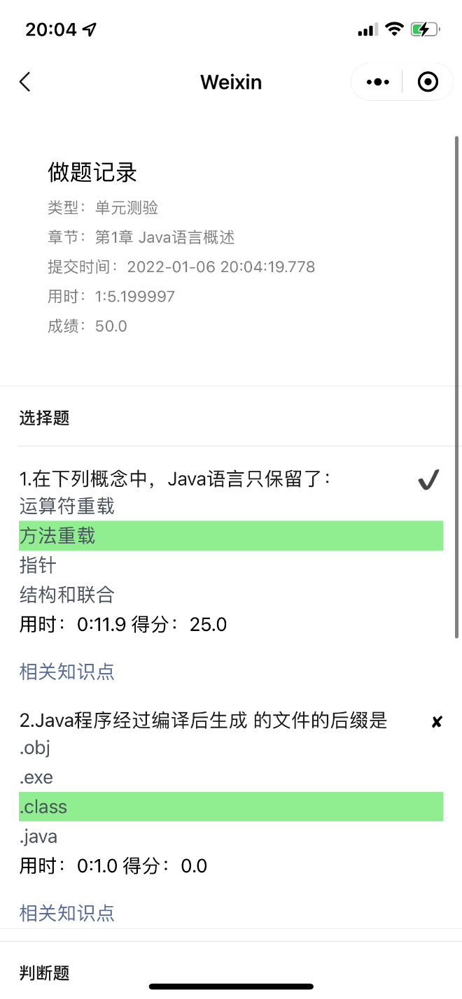 20:04
Weixin
做题记录
类型：单元测验
章节：第1章 Java语言概述
提交时间：2022-01-06 20:04:19.778
用时：1:5.199997
成绩：50.0
选择题
1.在下列概念中，Java语言只保留了：
运算符重载
方法重载
指针
结构和联合
用时：0:11.9 得分：25.0
相关知识点
2.Java程序经过编译后生成 的文件的后缀是
.obj
.exe
.class
.java
用时：0:1.0 得分：0.0
相关知识点
判断题